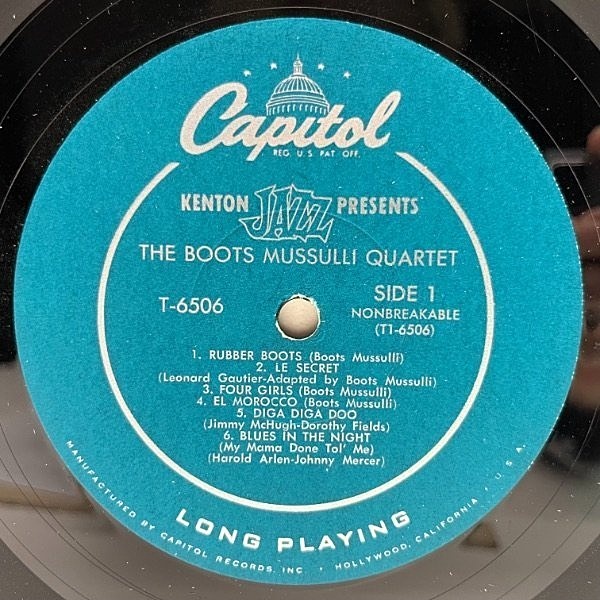 Capitol
REG. U.S. PAT. OFF.
KENTON JAZZ PRESENTS
THE BOOTS MUSSULLI QUARTET
T-6506
SIDE 1
NONBREAKABLE
(T1-6506)
1. RUBBER BOOTS (Boots Mussulli)
2. LE SECRET
(Leonard Gautier-Adapted by Boots Mussulli)
3. FOUR GIRLS (Boots Mussulli)
4. EL MOROCCO (Boots Mussulli)
5. DIGA DIGA DOO
(Jimmy McHugh-Dorothy Fields)
6. BLUES IN THE NIGHT
(My Mama Done Tol' Me)
(Harold Arlen-Johnny Mercer)
LONG PLAYING
MANUFACTURED BY CAPITOL RECORDS, INC. • HOLLYWOOD, CALIFORNIA • U.S.A.